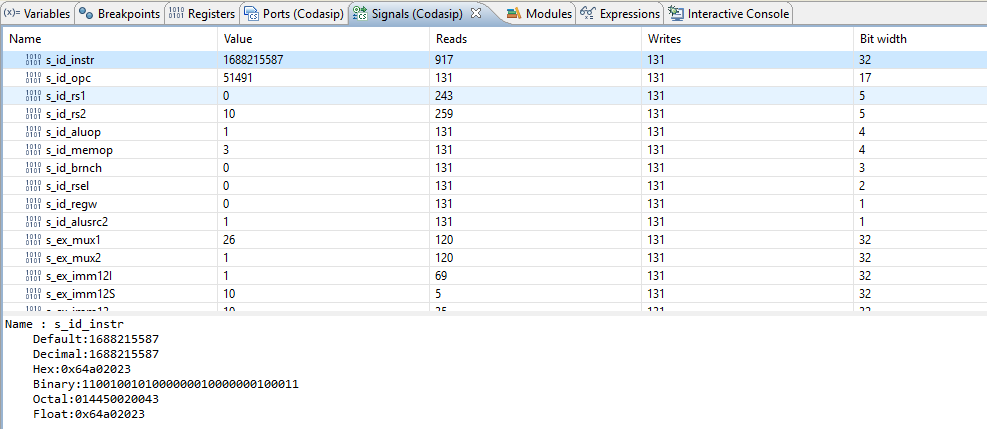 (x)= Variables Breakpoints Registers Ports (Codasip) Signals (Codasip) Modules Expressions Interactive Console
Name Value Reads Writes Bit width
s_id_instr 1688215587 917 131 32
s_id_opc 51491 131 131 17
s_id_rs1 0 243 131 5
s_id_rs2 10 259 131 5
s_id_aluop 1 131 131 4
s_id_memop 3 131 131 4
s_id_brnch 0 131 131 3
s_id_rsel 0 131 131 2
s_id_regw 0 131 131 1
s_id_alusrc2 1 131 131 1
s_ex_mux1 26 120 131 32
s_ex_mux2 1 120 131 32
s_ex_imm12I 1 69 131 32
s_ex_imm12S 10 5 131 32
Name : s_id_instr
Default:1688215587
Decimal:1688215587
Hex:0x64a02023
Binary:1100100101000000010000000100011
Octal:014450020043
Float:0x64a02023